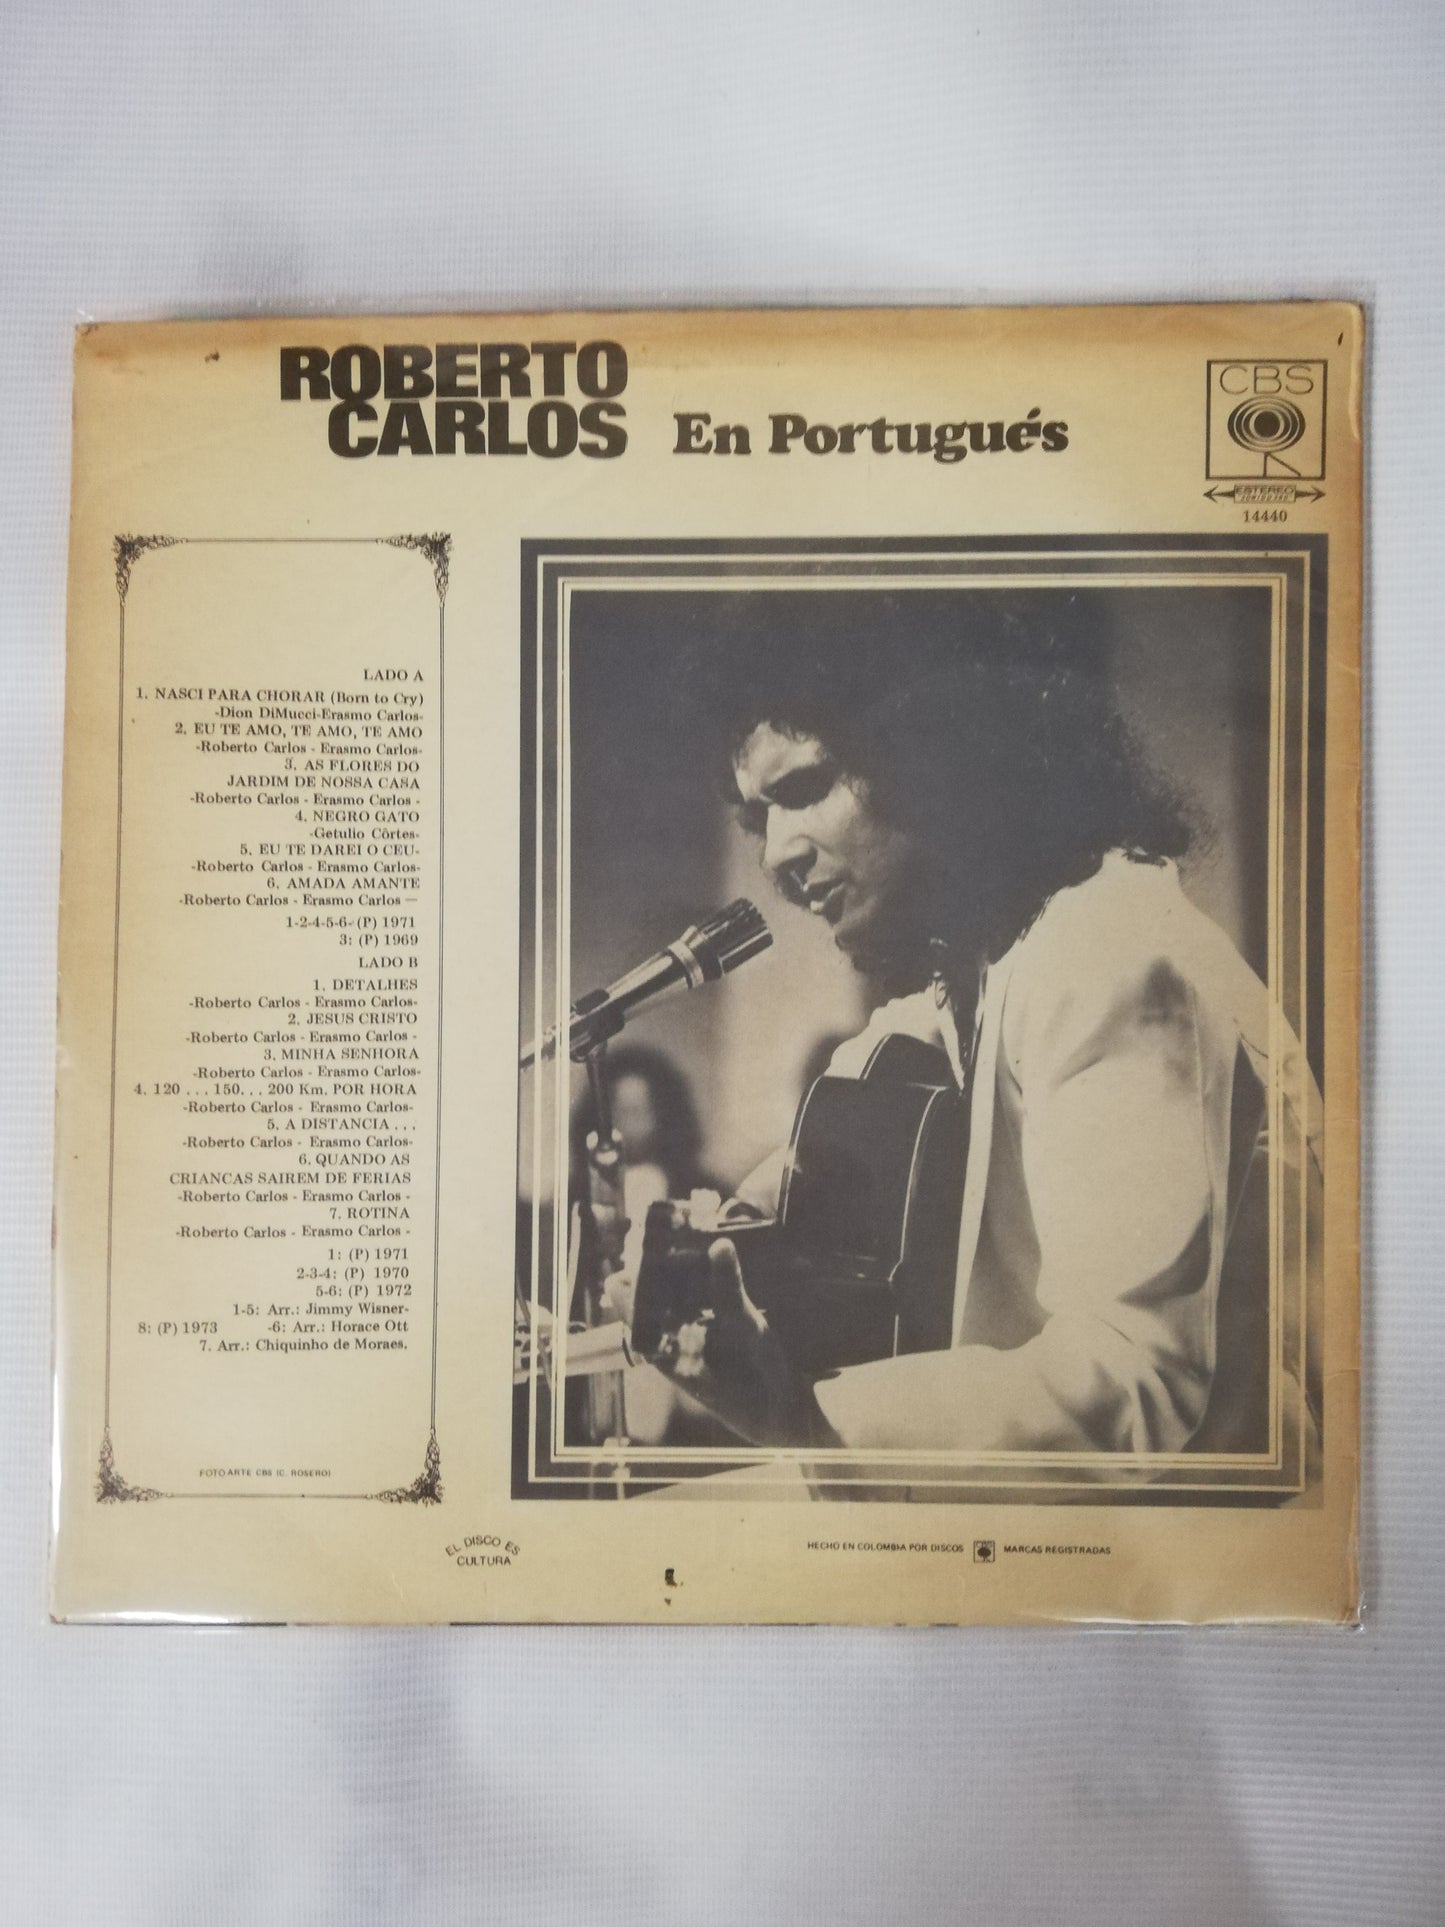 ROBERTO
CARLOS En Portugués
CBS
ESTEREO
14440
LADO A
1. NASCI PARA CHORAR (Born to Cry)
-Dion DiMucci-Erasmo Carlos-
2. EU TE AMO, TE AMO, TE AMO
-Roberto Carlos - Erasmo Carlos-
3. AS FLORES DO
JARDIM DE NOSSA CASA
-Roberto Carlos - Erasmo Carlos -
4. NEGRO GATO
-Getulio Côrtes-
5. EU TE DAREI O CEU-
-Roberto Carlos - Erasmo Carlos-
6. AMADA AMANTE
-Roberto Carlos - Erasmo Carlos —
1-2-4-5-6- (P) 1971
3: (P) 1969
LADO B
1. DETALHES
-Roberto Carlos - Erasmo Carlos-
2. JESUS CRISTO
-Roberto Carlos - Erasmo Carlos -
3. MINHA SENHORA
-Roberto Carlos - Erasmo Carlos-
4. 120 . . . 150. . . 200 Km. POR HORA
-Roberto Carlos - Erasmo Carlos-
5. A DISTANCIA . . .
-Roberto Carlos - Erasmo Carlos-
6. QUANDO AS
CRIANCAS SAIREM DE FERIAS
-Roberto Carlos - Erasmo Carlos -
7. ROTINA
-Roberto Carlos - Erasmo Carlos -
1: (P) 1971
2-3-4: (P) 1970
5-6: (P) 1972
1-5: Arr.: Jimmy Wisner-
8: (P) 1973 -6: Arr.: Horace Ott
7. Arr.: Chiquinho de Moraes.
FOTO ARTE CBS (C. ROSERO)
EL DISCO ES
CULTURA
HECHO EN COLOMBIA POR DISCOS CBS MARCAS REGISTRADAS